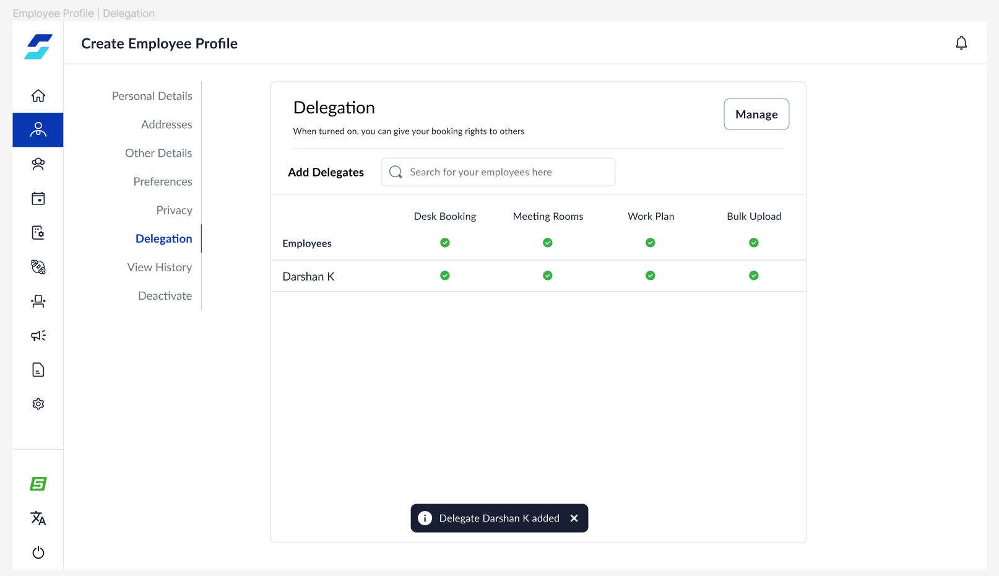 Employee Profile | Delegation
Create Employee Profile
Personal Details
Addresses
Other Details
Preferences
Privacy
Delegation
View History
Deactivate
Delegation
When turned on, you can give your booking rights to others
Manage
Add Delegates
Search for your employees here
Desk Booking Meeting Rooms Work Plan Bulk Upload
Employees
Darshan K
Delegate Darshan K added